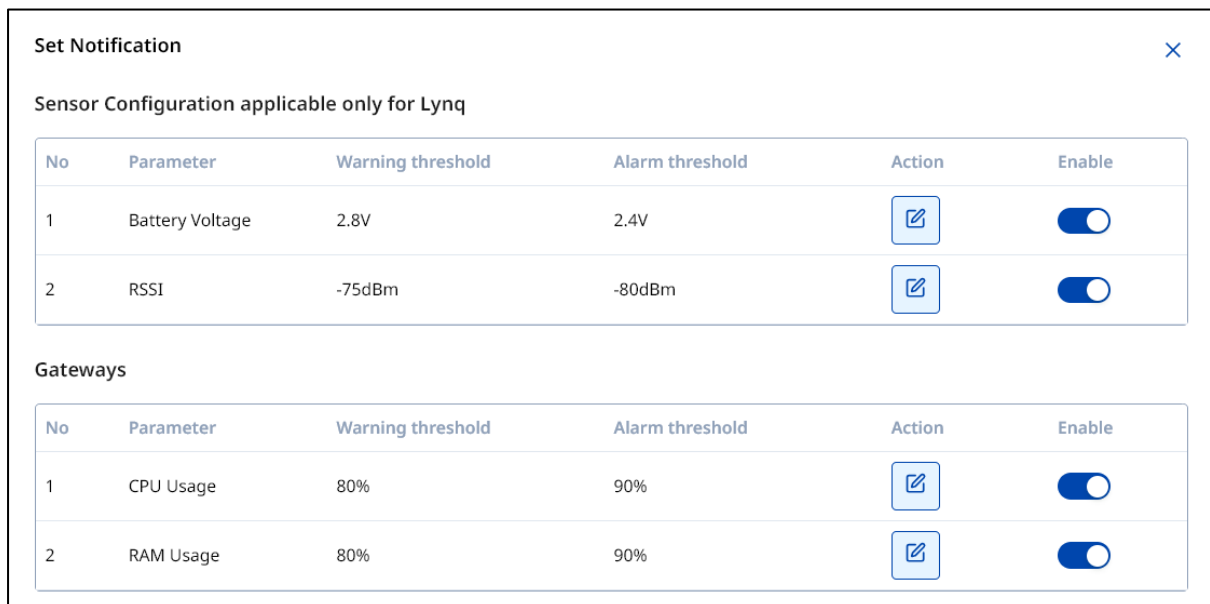 Set Notification
Sensor Configuration applicable only for Lynq
No Parameter Warning threshold Alarm threshold Action Enable
1 Battery Voltage 2.8V 2.4V
2 RSSI -75dBm -80dBm
Gateways
No Parameter Warning threshold Alarm threshold Action Enable
1 CPU Usage 80% 90%
2 RAM Usage 80% 90%